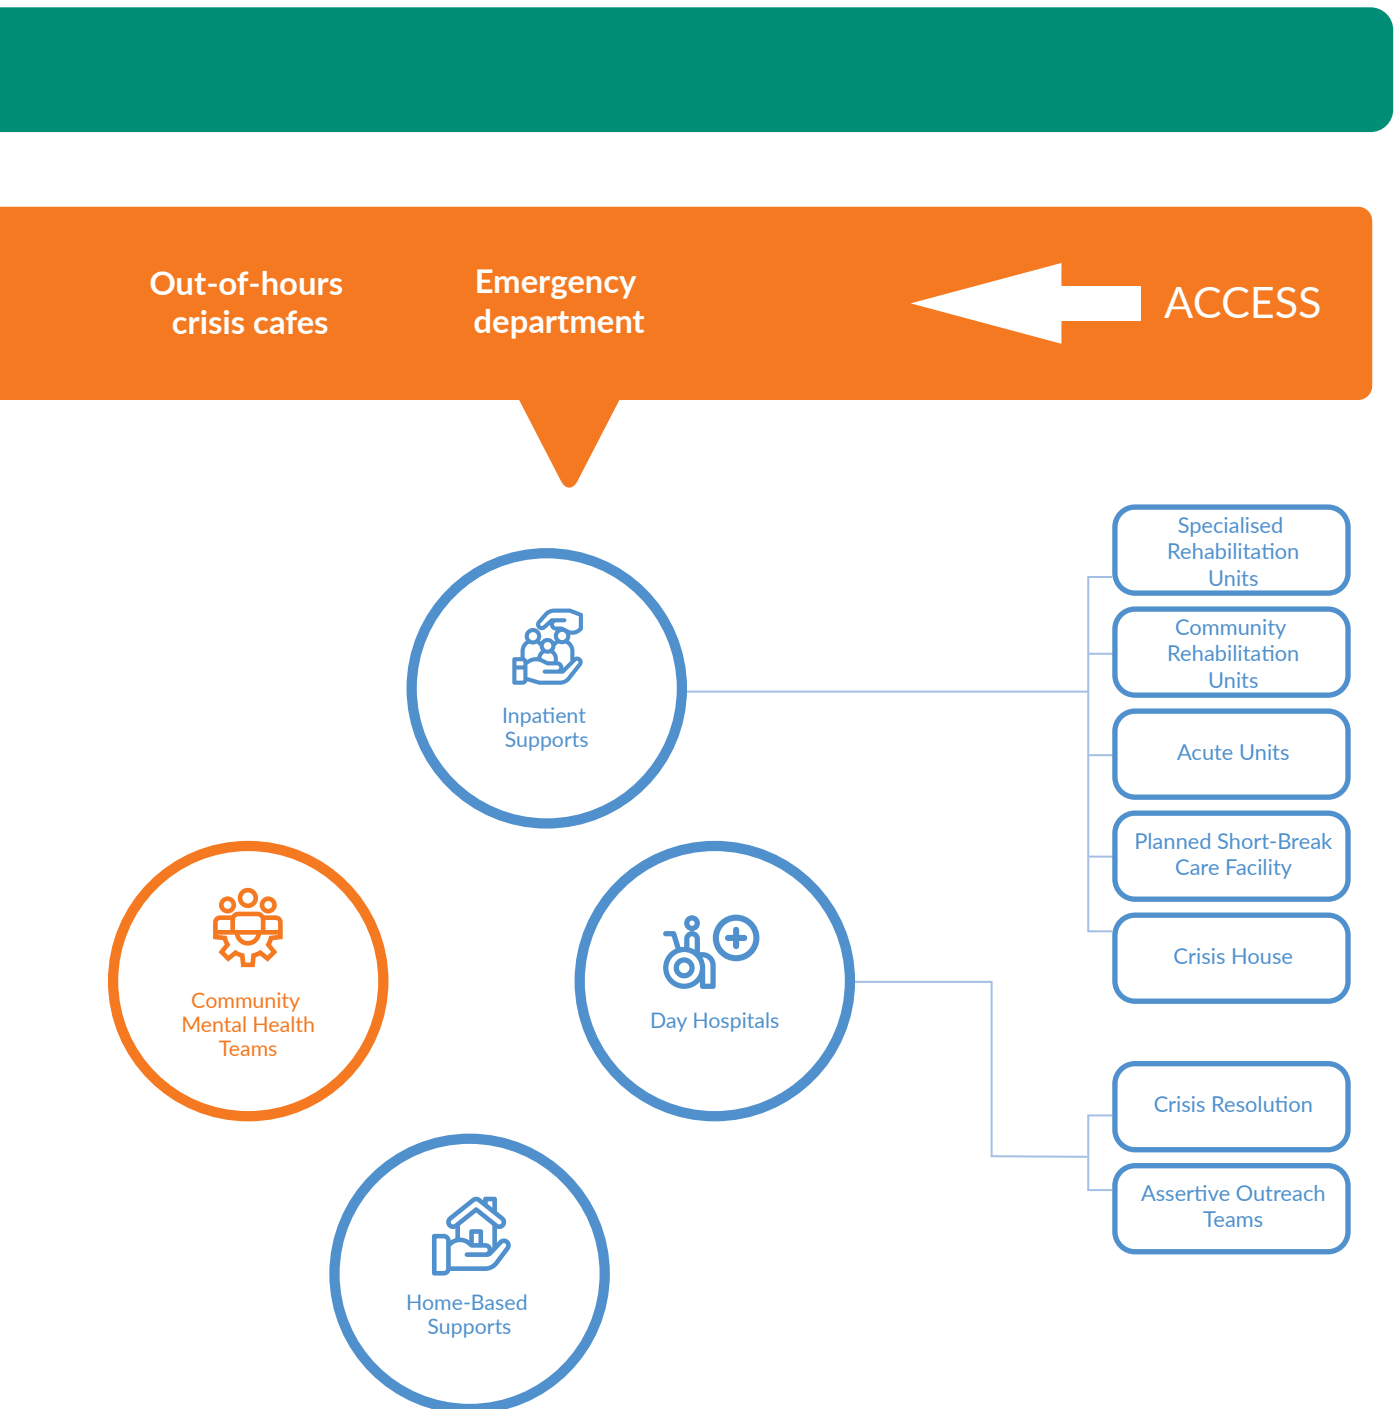 Out-of-hours
crisis cafes
Emergency
department
ACCESS
Inpatient
Supports
Specialised
Rehabilitation
Units
Community
Rehabilitation
Units
Acute Units
Planned Short-Break
Care Facility
Crisis House
Community
Mental Health
Teams
Day Hospitals
Crisis Resolution
Assertive Outreach
Teams
Home-Based
Supports